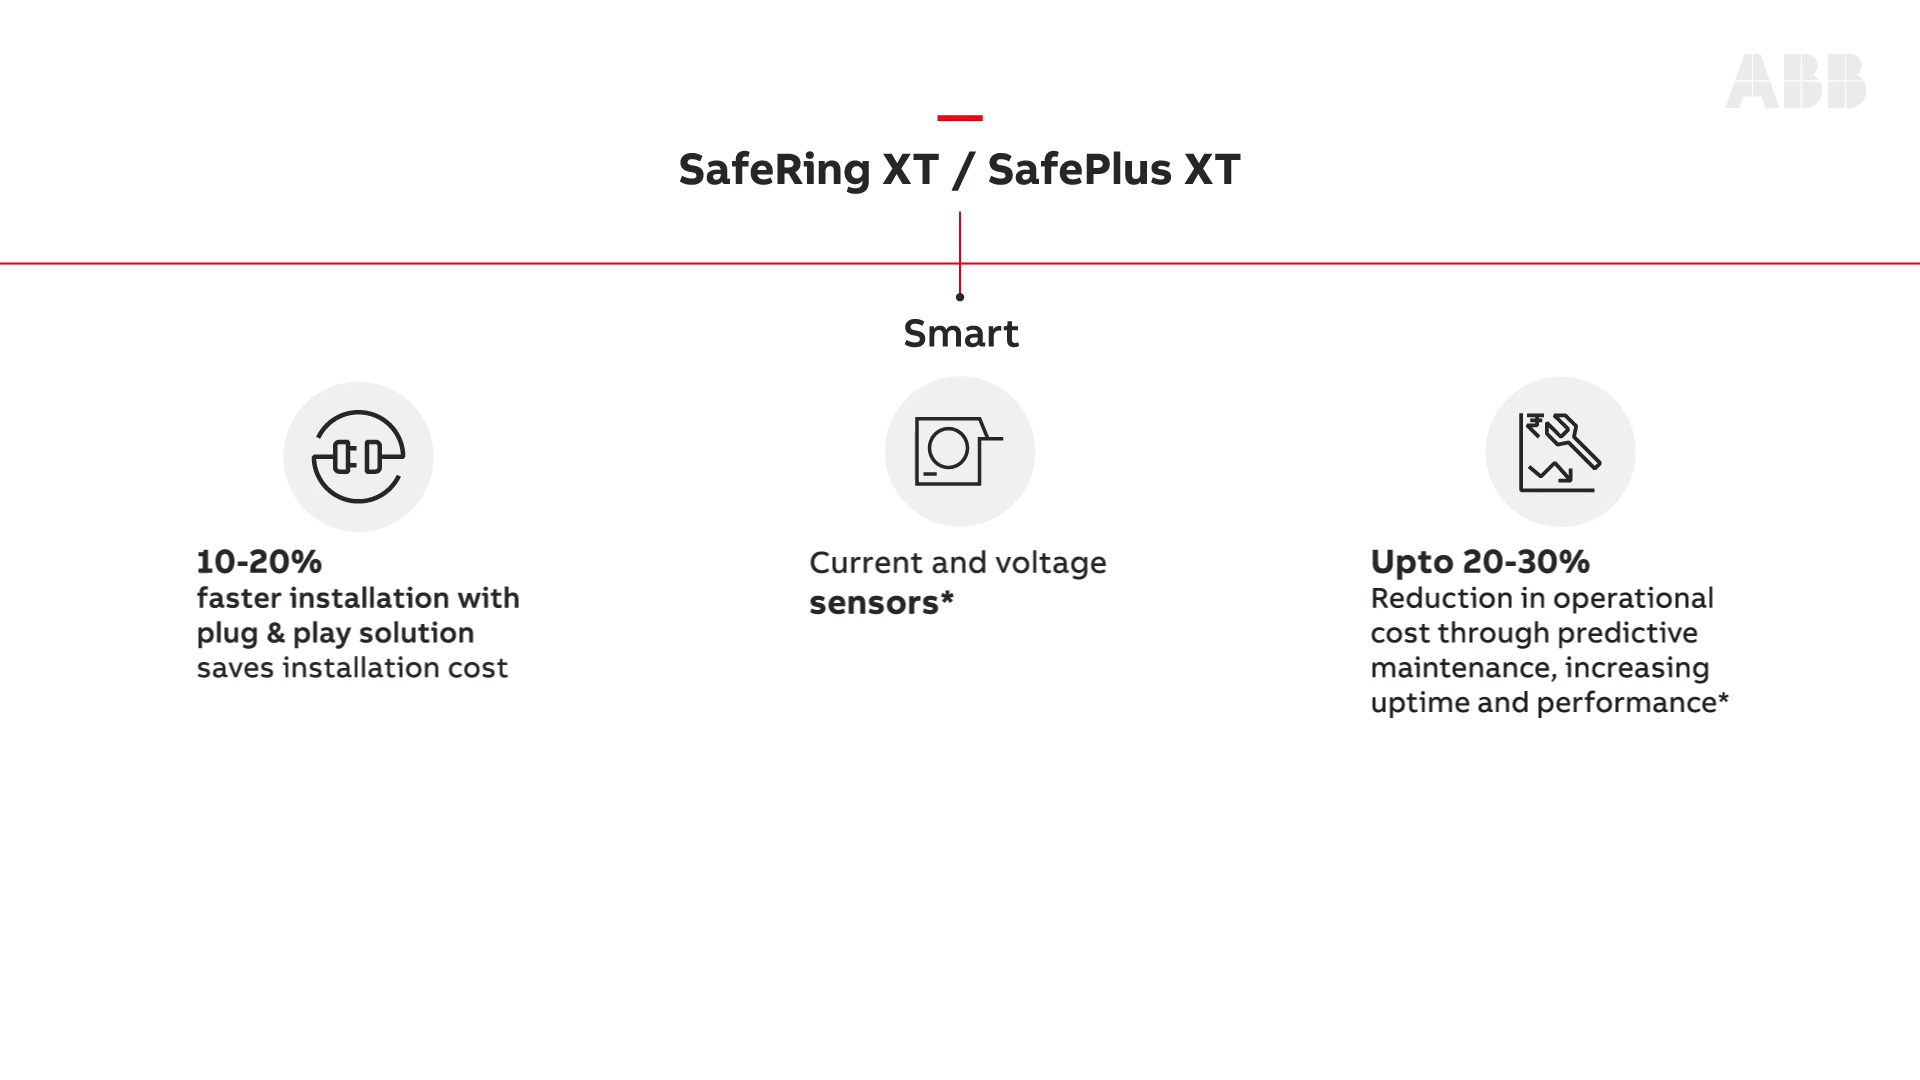 ABB
SafeRing XT / SafePlus XT
Smart
10-20%
faster installation with
plug & play solution
saves installation cost
Current and voltage
sensors*
₹
Upto 20-30%
Reduction in operational
cost through predictive
maintenance, increasing
uptime and performance*